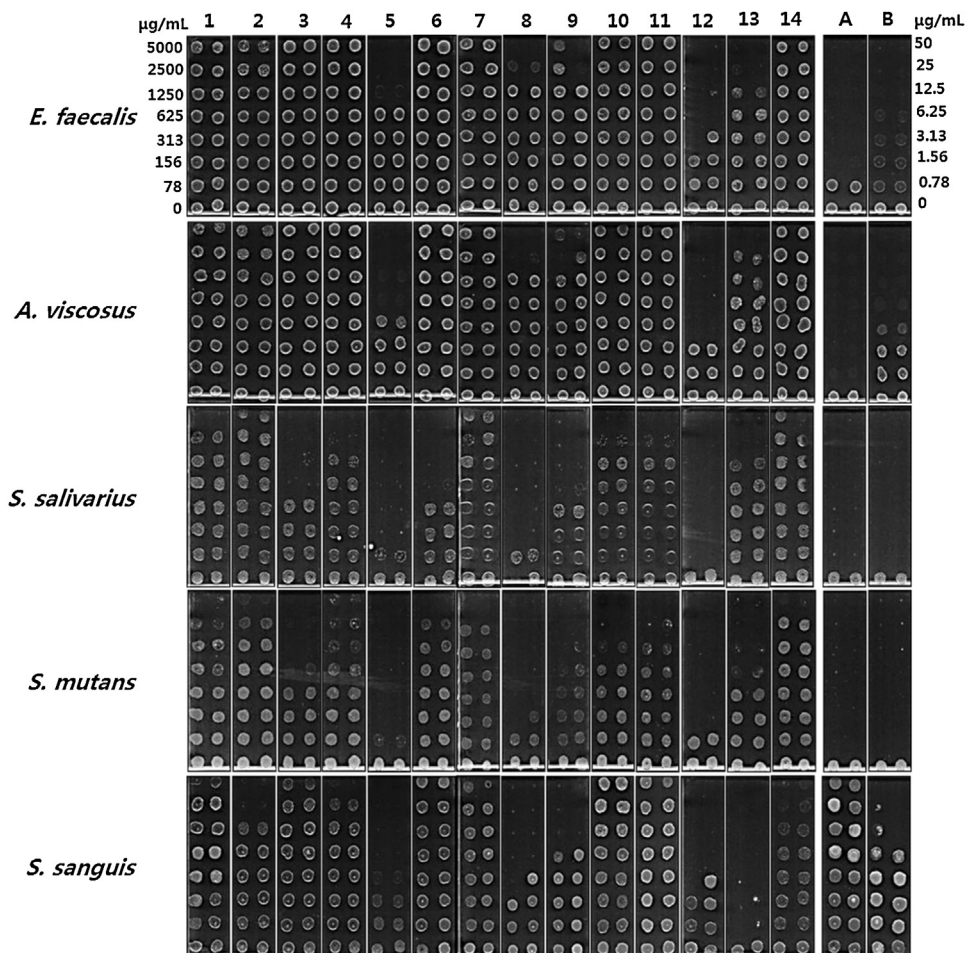 µg/mL 1 2 3 4 5 6 7 8 9 10 11 12 13 14 A B µg/mL
5000 50
2500 25
1250 12.5
E. faecalis 625 6.25
313 3.13
156 1.56
78 0.78
0 0
A. viscosus
S. salivarius
S. mutans
S. sanguis